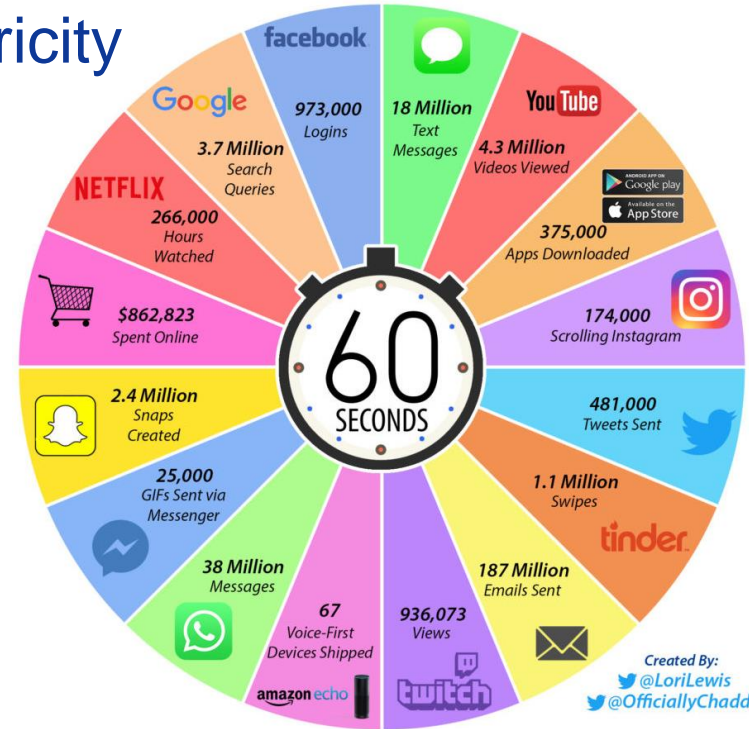 ricity
facebook
973,000
Logins
18 Million
Text
Messages
YouTube
4.3 Million
Videos Viewed
ANDROID APP ON
Google play
Available on the
App Store
375,000
Apps Downloaded
174,000
Scrolling Instagram
481,000
Tweets Sent
1.1 Million
Swipes
tinder
187 Million
Emails Sent
936,073
Views
twitch
67
Voice-First
Devices Shipped
amazon echo
38 Million
Messages
25,000
GIFs Sent via
Messenger
2.4 Million
Snaps
Created
$862,823
Spent Online
NETFLIX
266,000
Hours
Watched
Google
3.7 Million
Search
Queries
60
SECONDS
Created By:
@LoriLewis
@OfficiallyChadd